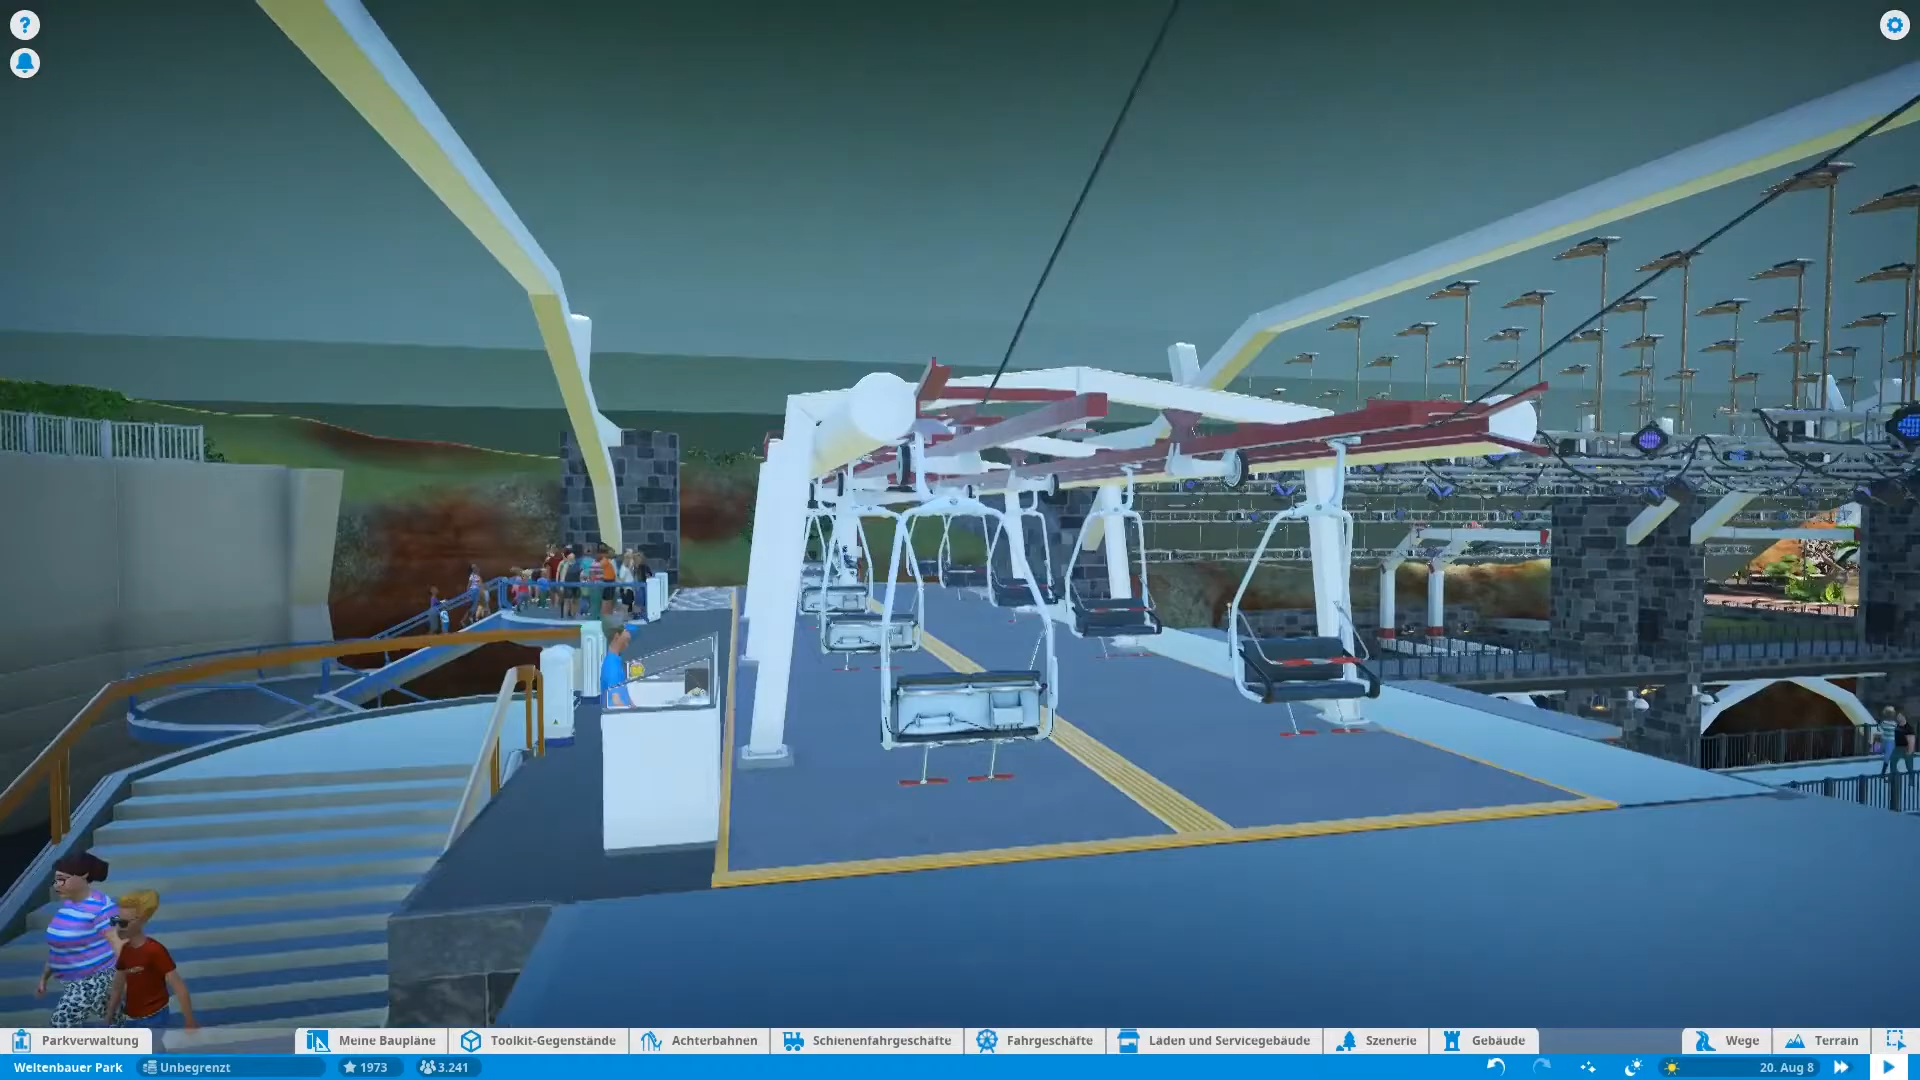 ?
Parkverwaltung
Meine Baupläne
Toolkit-Gegenstände
Achterbahnen
Schienenfahrgeschäfte
Fahrgeschäfte
Läden und Servicegebäude
Szenerie
Gebäude
Wege
Terrain
Weltenbauer Park
Unbegrenzt
1973
3.241
20. Aug 8